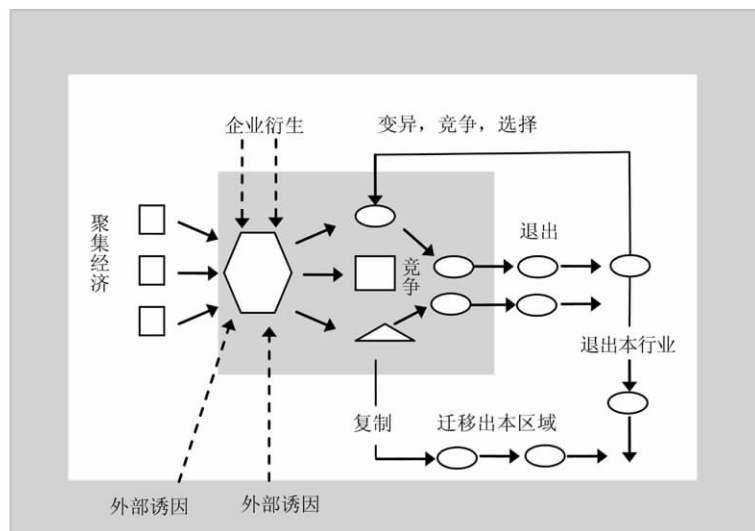 企业衍生
变异，竞争，选择
聚集经济
竞争
退出
退出本行业
复制
迁移出本区域
外部诱因
外部诱因